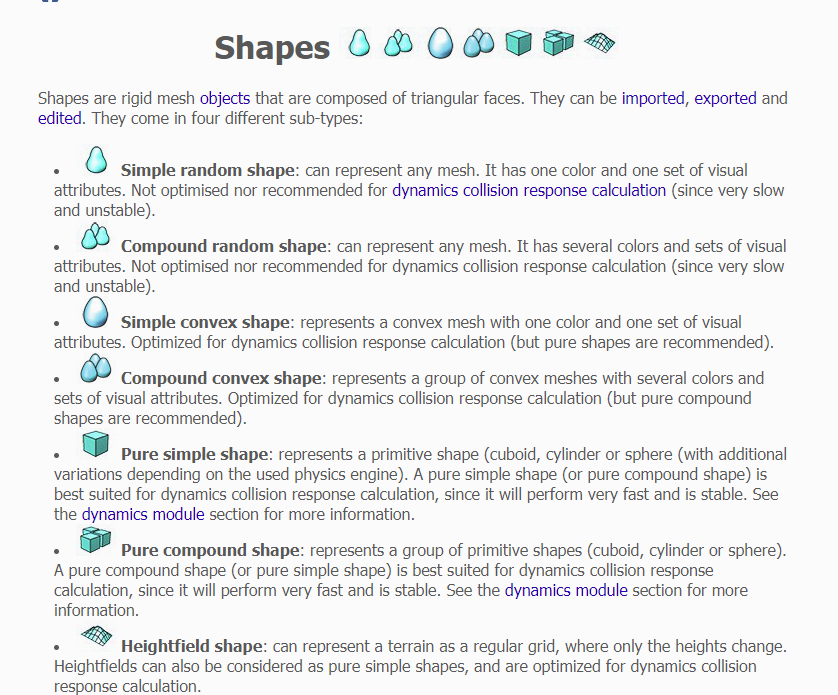 Shapes
Shapes are rigid mesh objects that are composed of triangular faces. They can be imported, exported and
edited. They come in four different sub-types:
• Simple random shape: can represent any mesh. It has one color and one set of visual
attributes. Not optimised nor recommended for dynamics collision response calculation (since very slow
and unstable).
• Compound random shape: can represent any mesh. It has several colors and sets of visual
attributes. Not optimised nor recommended for dynamics collision response calculation (since very slow
and unstable).
• Simple convex shape: represents a convex mesh with one color and one set of visual
attributes. Optimized for dynamics collision response calculation (but pure shapes are recommended).
• Compound convex shape: represents a group of convex meshes with several colors and
sets of visual attributes. Optimized for dynamics collision response calculation (but pure compound
shapes are recommended).
• Pure simple shape: represents a primitive shape (cuboid, cylinder or sphere (with additional
variations depending on the used physics engine). A pure simple shape (or pure compound shape) is
best suited for dynamics collision response calculation, since it will perform very fast and is stable. See
the dynamics module section for more information.
• Pure compound shape: represents a group of primitive shapes (cuboid, cylinder or sphere).
A pure compound shape (or pure simple shape) is best suited for dynamics collision response
calculation, since it will perform very fast and is stable. See the dynamics module section for more
information.
• Heightfield shape: can represent a terrain as a regular grid, where only the heights change.
Heightfields can also be considered as pure simple shapes, and are optimized for dynamics collision
response calculation.